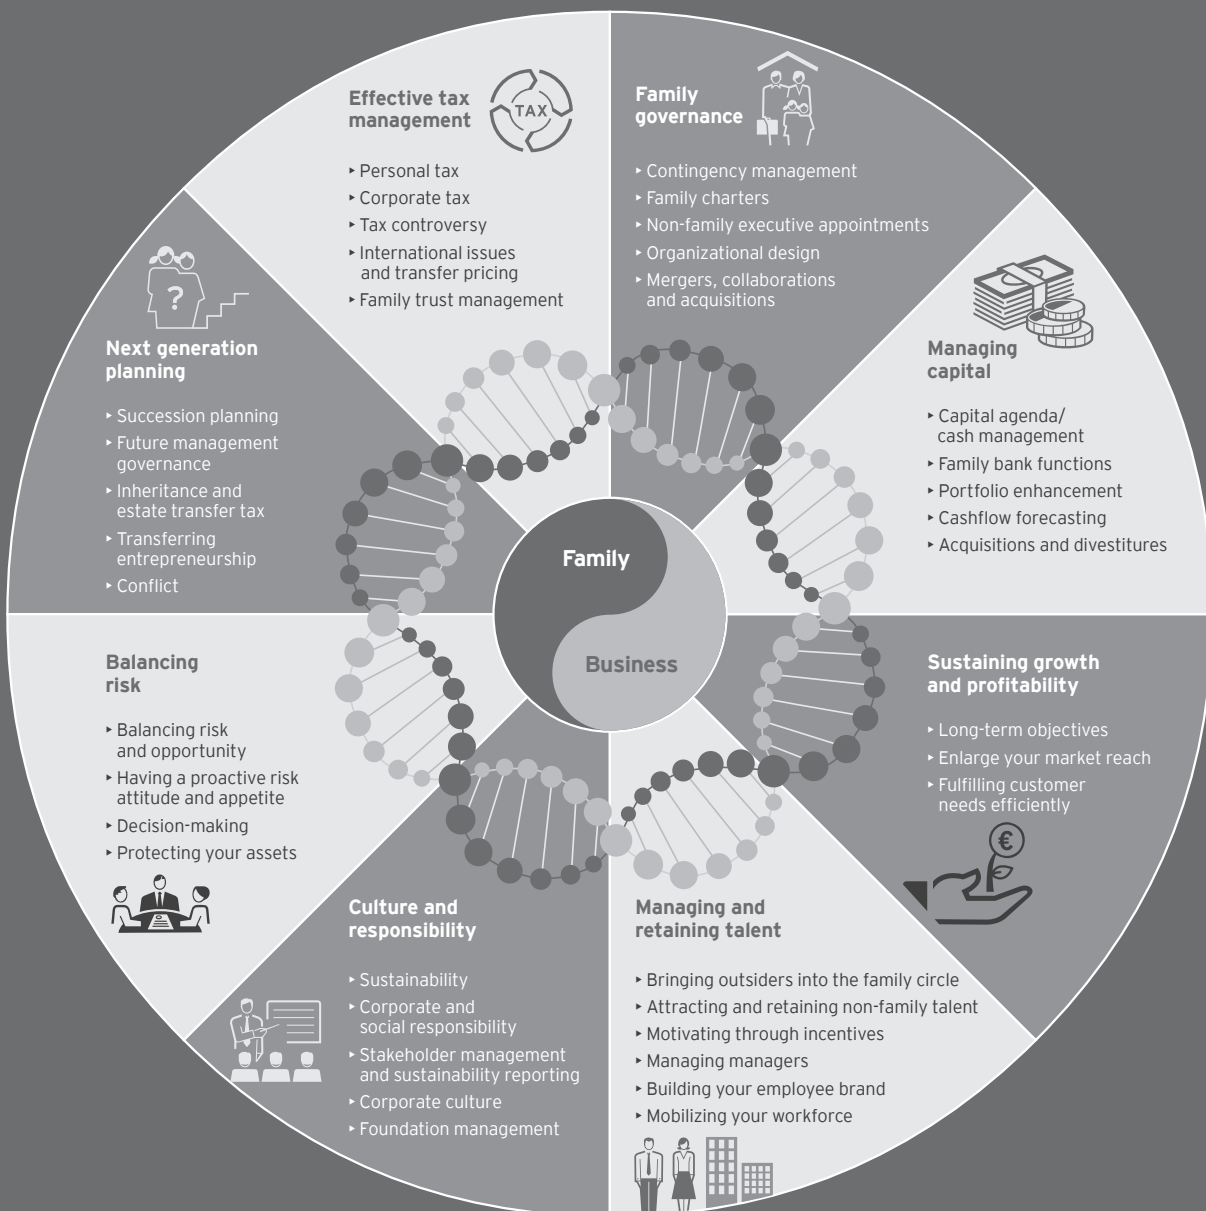 Effective tax
management
TAX
▸ Personal tax
▸ Corporate tax
▸ Tax controversy
▸ International issues
and transfer pricing
▸ Family trust management
Family
governance
▸ Contingency management
▸ Family charters
▸ Non-family executive appointments
▸ Organizational design
▸ Mergers, collaborations
and acquisitions
Managing
capital
▸ Capital agenda/
cash management
▸ Family bank functions
▸ Portfolio enhancement
▸ Cashflow forecasting
▸ Acquisitions and divestitures
Sustaining growth
and profitability
▸ Long-term objectives
▸ Enlarge your market reach
▸ Fulfilling customer
needs efficiently
€
Managing and
retaining talent
▸ Bringing outsiders into the family circle
▸ Attracting and retaining non-family talent
▸ Motivating through incentives
▸ Managing managers
▸ Building your employee brand
▸ Mobilizing your workforce
Culture and
responsibility
▸ Sustainability
▸ Corporate and
social responsibility
▸ Stakeholder management
and sustainability reporting
▸ Corporate culture
▸ Foundation management
Balancing
risk
▸ Balancing risk
and opportunity
▸ Having a proactive risk
attitude and appetite
▸ Decision-making
▸ Protecting your assets
?
Next generation
planning
▸ Succession planning
▸ Future management
governance
▸ Inheritance and
estate transfer tax
▸ Transferring
entrepreneurship
▸ Conflict
Family
Business